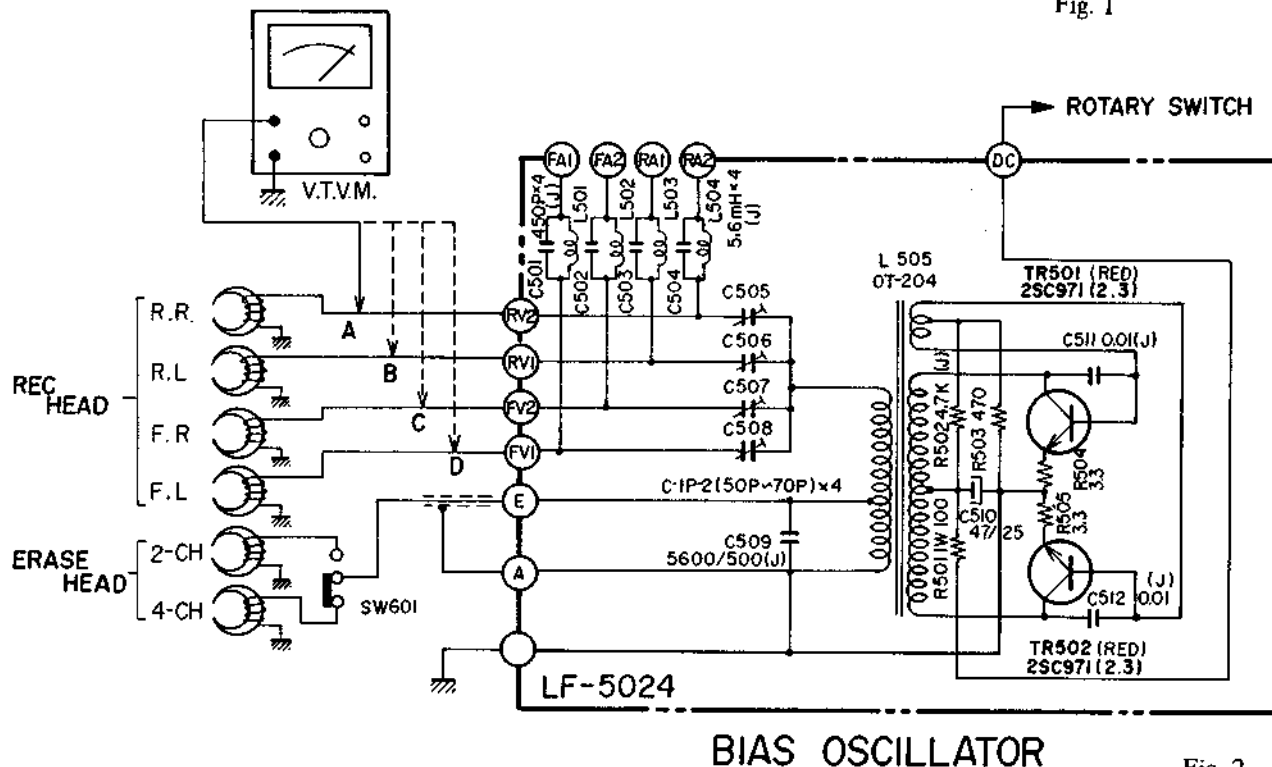 Fig. 1
ROTARY SWITCH
V.T.V.M.
FA1
FA2
RA1
RA2
DC
450P×4
(J)
L501
L502
L503
L504
5.6mH×4
(J)
C501
C502
C503
C504
L 505
OT-204
TR501 (RED)
2SC971(2.3)
REC HEAD
R.R.
R.L
F.R
F.L
A
B
C
D
RV2
RV1
FV2
FV1
E
A
C505
C506
C507
C508
C-1P-2(50P~70P)×4
C509
5600/500(J)
C511 0.01(J)
R502 4.7K (J)
R503 470
R504
3.3
R505
3.3
C510
47/25
R501 1W 100
C512
(J)
0.01
ERASE HEAD
2-CH
4-CH
SW601
TR502 (RED)
2SC971(2.3)
LF-5024
BIAS OSCILLATOR
Fig. 2